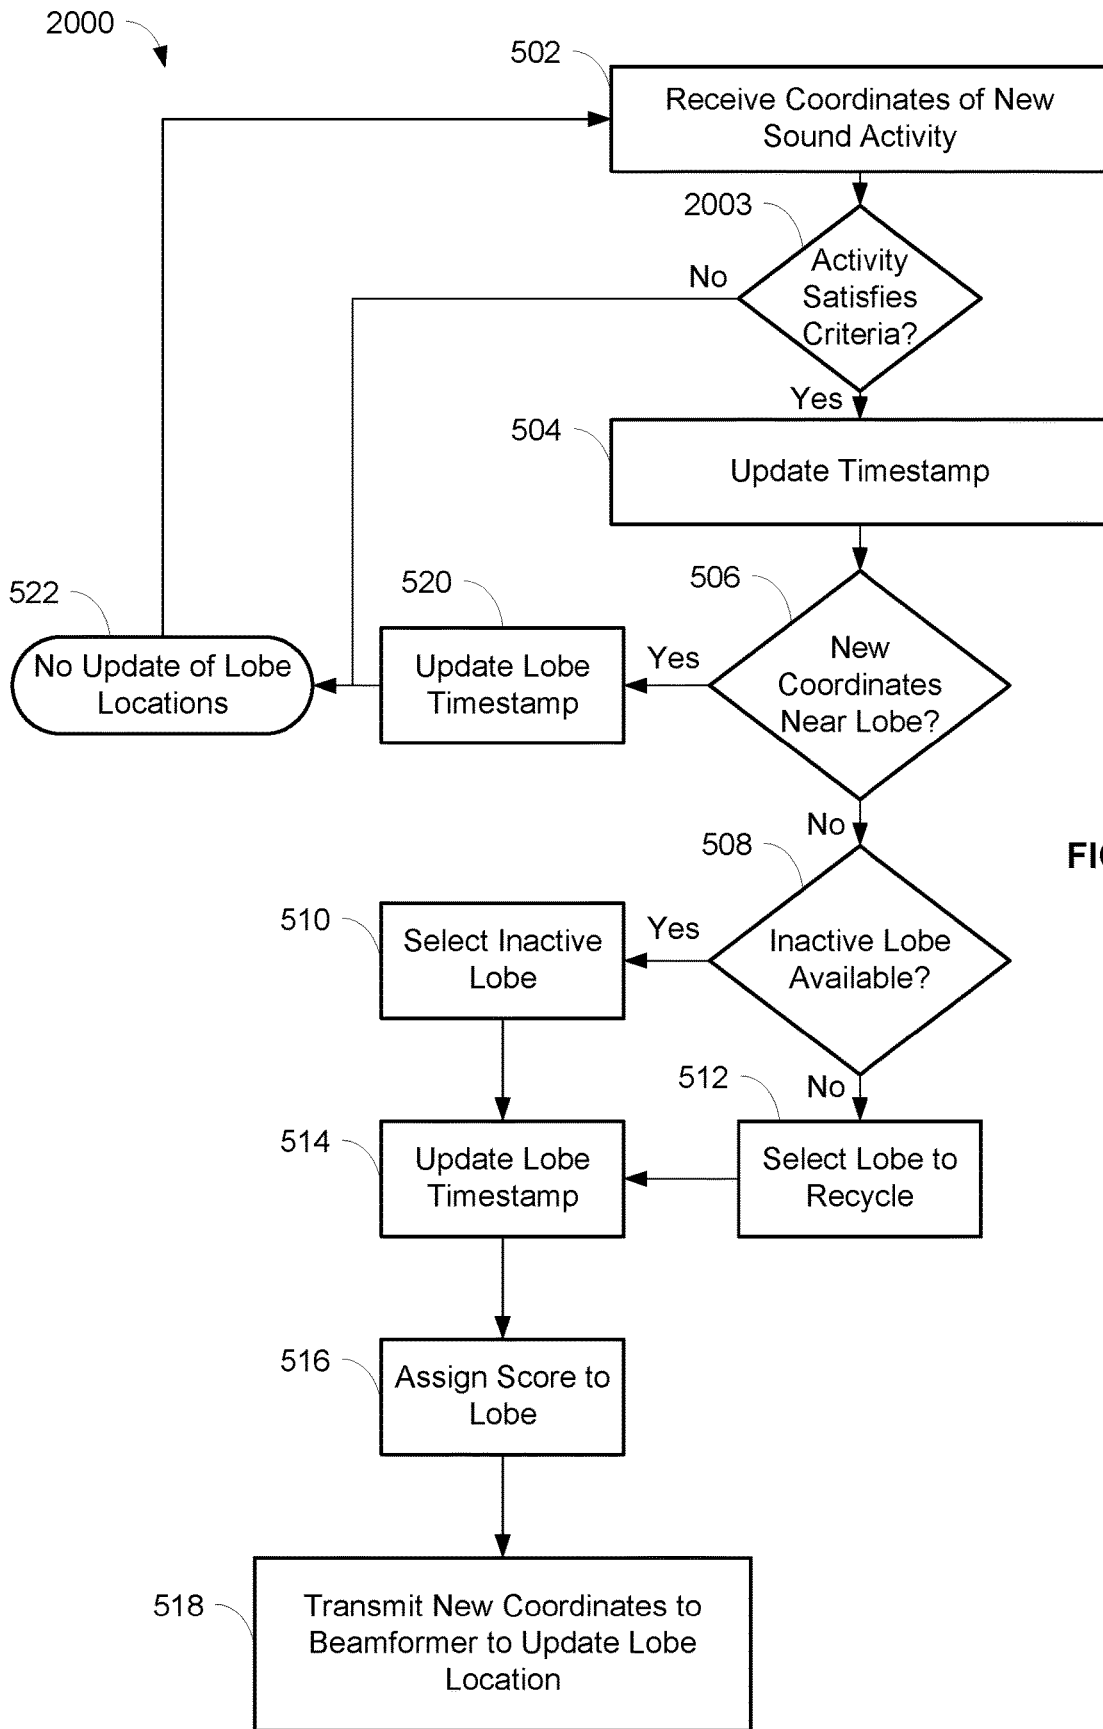 2000
502
Receive Coordinates of New
Sound Activity
2003
Activity
Satisfies
Criteria?
No
Yes
504
Update Timestamp
506
New
Coordinates
Near Lobe?
Yes
520
Update Lobe
Timestamp
522
No Update of Lobe
Locations
No
508
Inactive Lobe
Available?
Yes
510
Select Inactive
Lobe
No
512
Select Lobe to
Recycle
514
Update Lobe
Timestamp
516
Assign Score to
Lobe
518
Transmit New Coordinates to
Beamformer to Update Lobe
Location